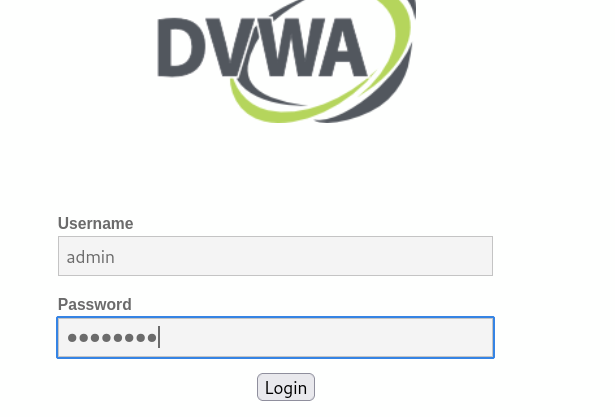 DVWA
Username
admin
Password
••••••••
Login